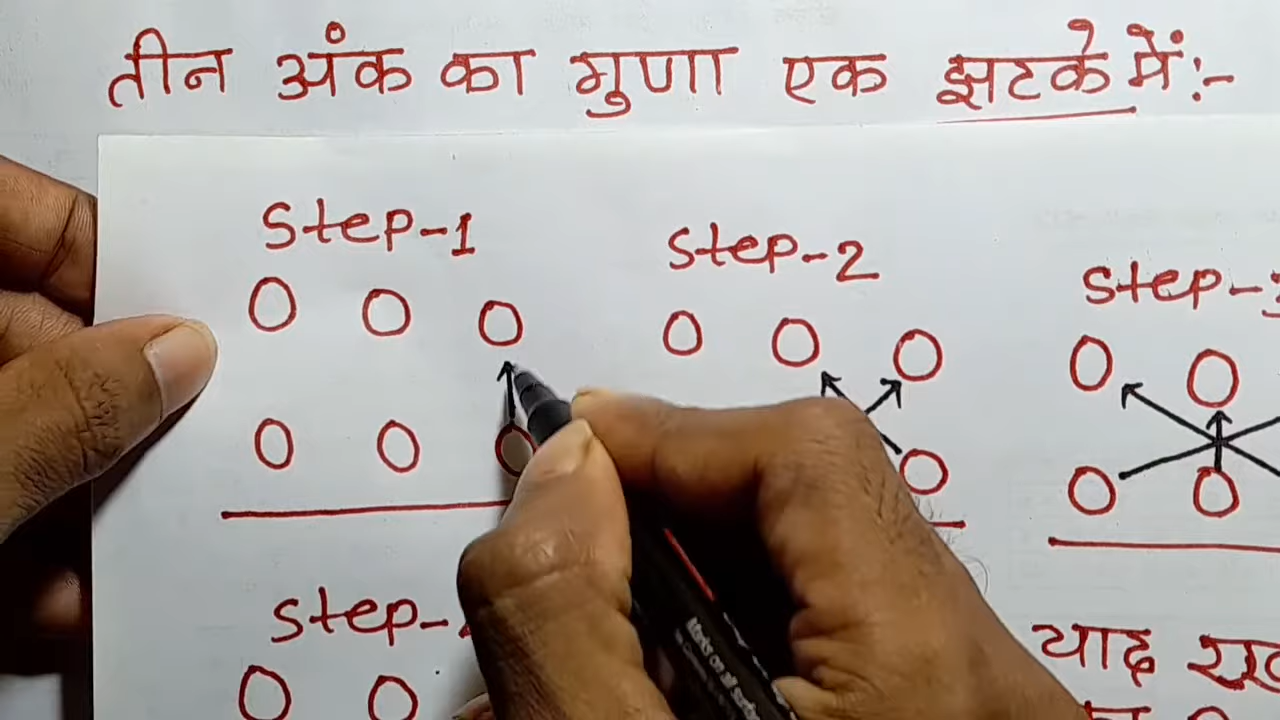 तीन अंक का गुणा एक झटके में:-
Step-1 Step-2 Step-
O O O O O O O O
O O O O O O
Step-
याद
O O